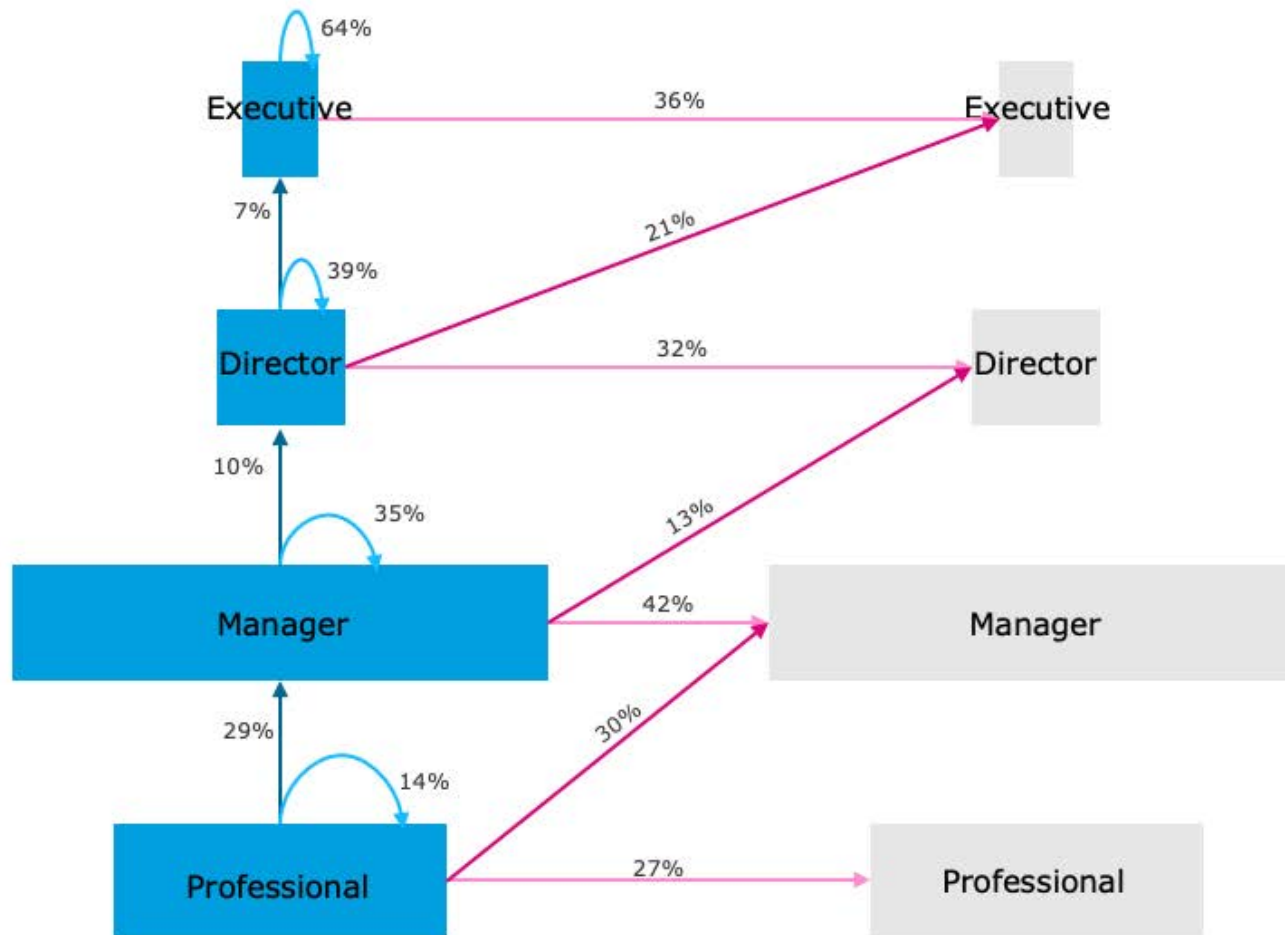 64%
Executive
36%
Executive
7%
21%
39%
Director
32%
Director
10%
35%
13%
Manager
42%
Manager
29%
30%
14%
Professional
27%
Professional